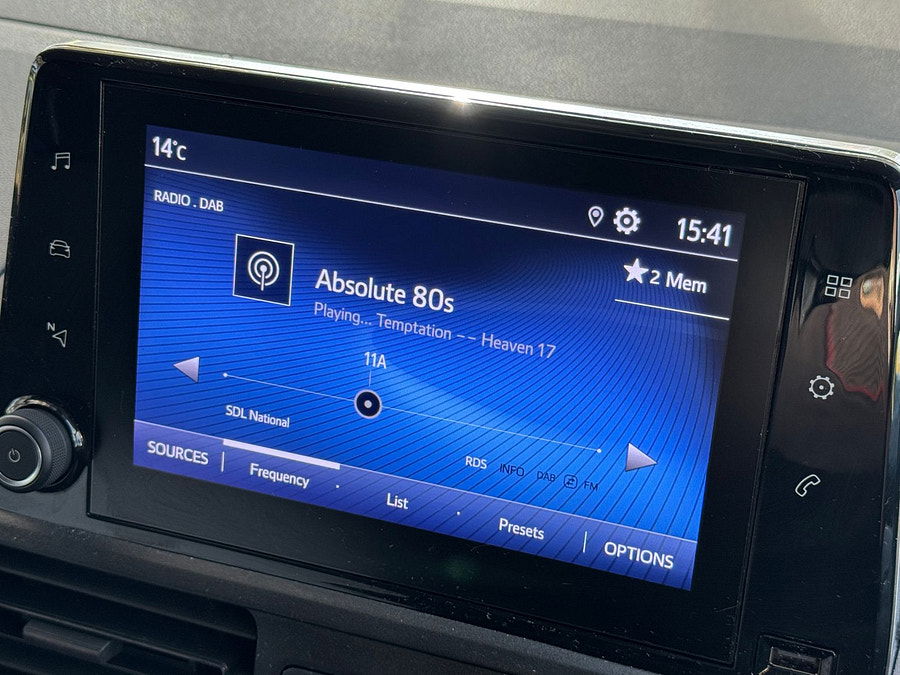 14°c
15:41
RADIO . DAB
2 Mem
Absolute 80s
Playing... Temptation –– Heaven 17
11A
N
SDL National
RDS INFO DAB FM
SOURCES Frequency List Presets OPTIONS